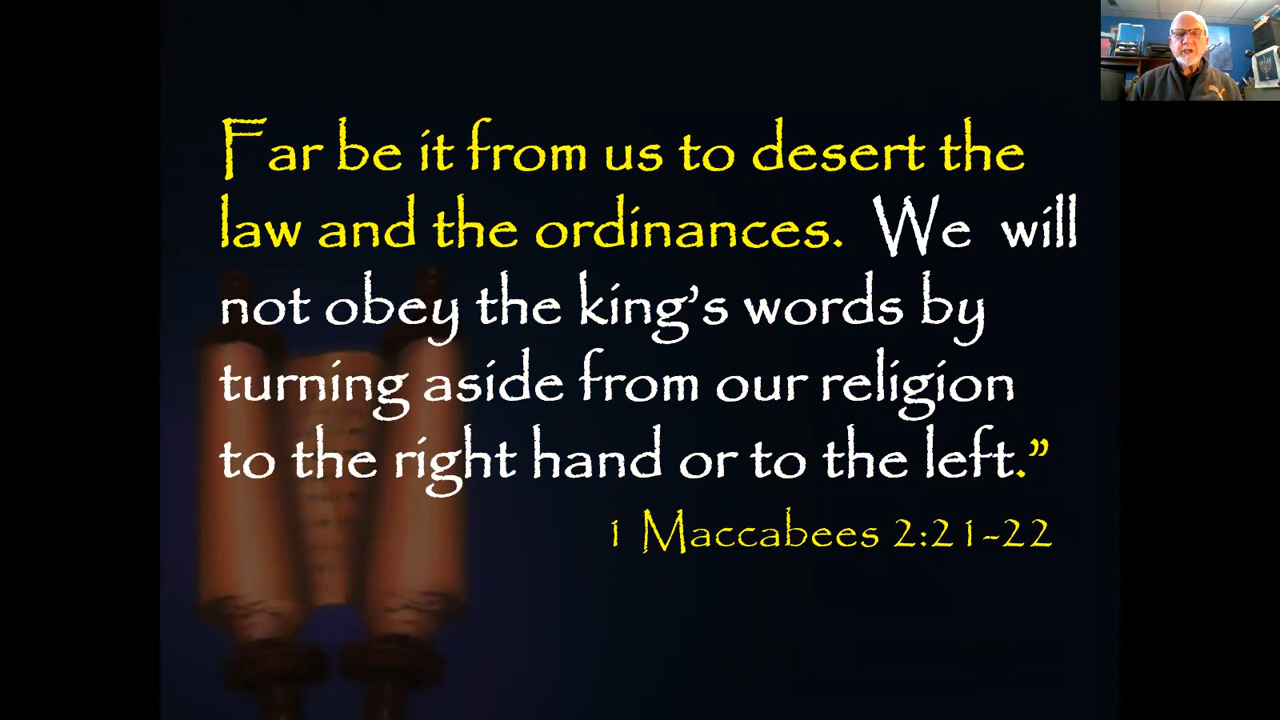 Far be it from us to desert the
law and the ordinances. We will
not obey the king’s words by
turning aside from our religion
to the right hand or to the left.”
1 Maccabees 2:21-22